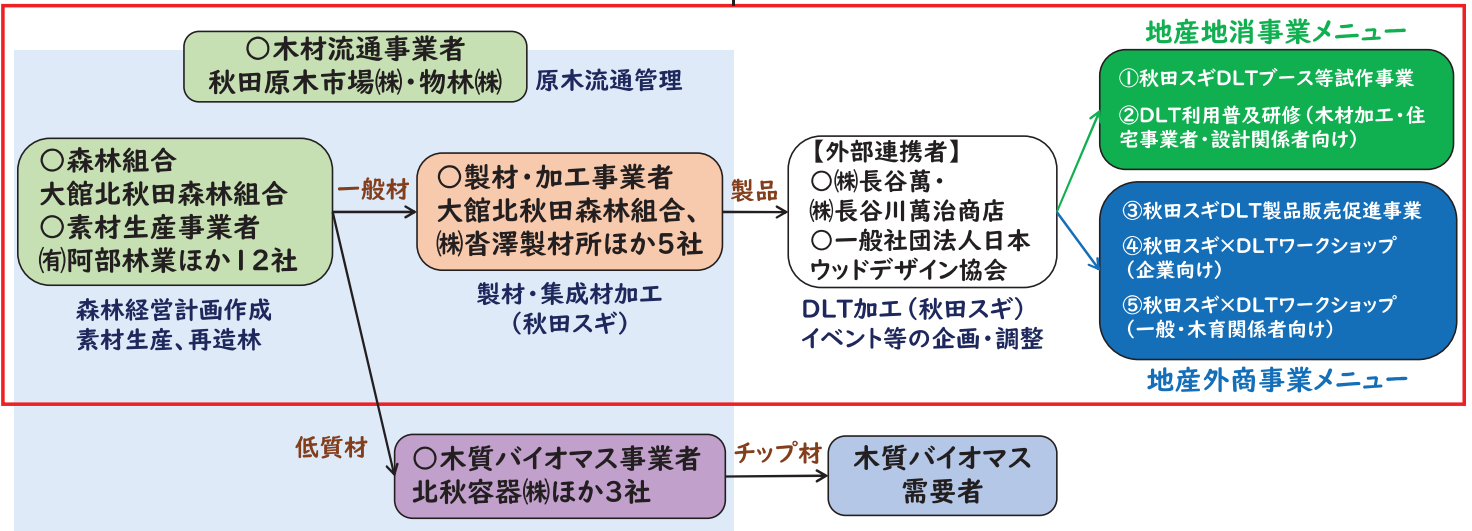 ○木材流通事業者
秋田原木市場㈱・物林㈱
原木流通管理
○森林組合
大館北秋田森林組合
○素材生産事業者
㈲阿部林業ほか12社
森林経営計画作成
素材生産、再造林
一般材
○製材・加工事業者
大館北秋田森林組合、
㈱沓澤製材所ほか5社
製材・集成材加工
（秋田スギ）
製品
【外部連携者】
○㈱長谷萬・
㈱長谷川萬治商店
○一般社団法人日本
ウッドデザイン協会
DLT加工（秋田スギ）
イベント等の企画・調整
地産地消事業メニュー
①秋田スギDLTブース等試作事業
②DLT利用普及研修（木材加工・住
宅事業者・設計関係者向け）
③秋田スギDLT製品販売促進事業
④秋田スギ×DLTワークショップ
（企業向け）
⑤秋田スギ×DLTワークショップ
（一般・木育関係者向け）
地産外商事業メニュー
低質材
○木質バイオマス事業者
北秋容器㈱ほか3社
チップ材
木質バイオマス
需要者